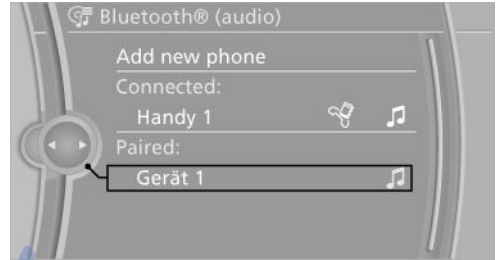 Bluetooth® (audio)
Add new phone
Connected:
Handy 1
Paired:
Gerät 1